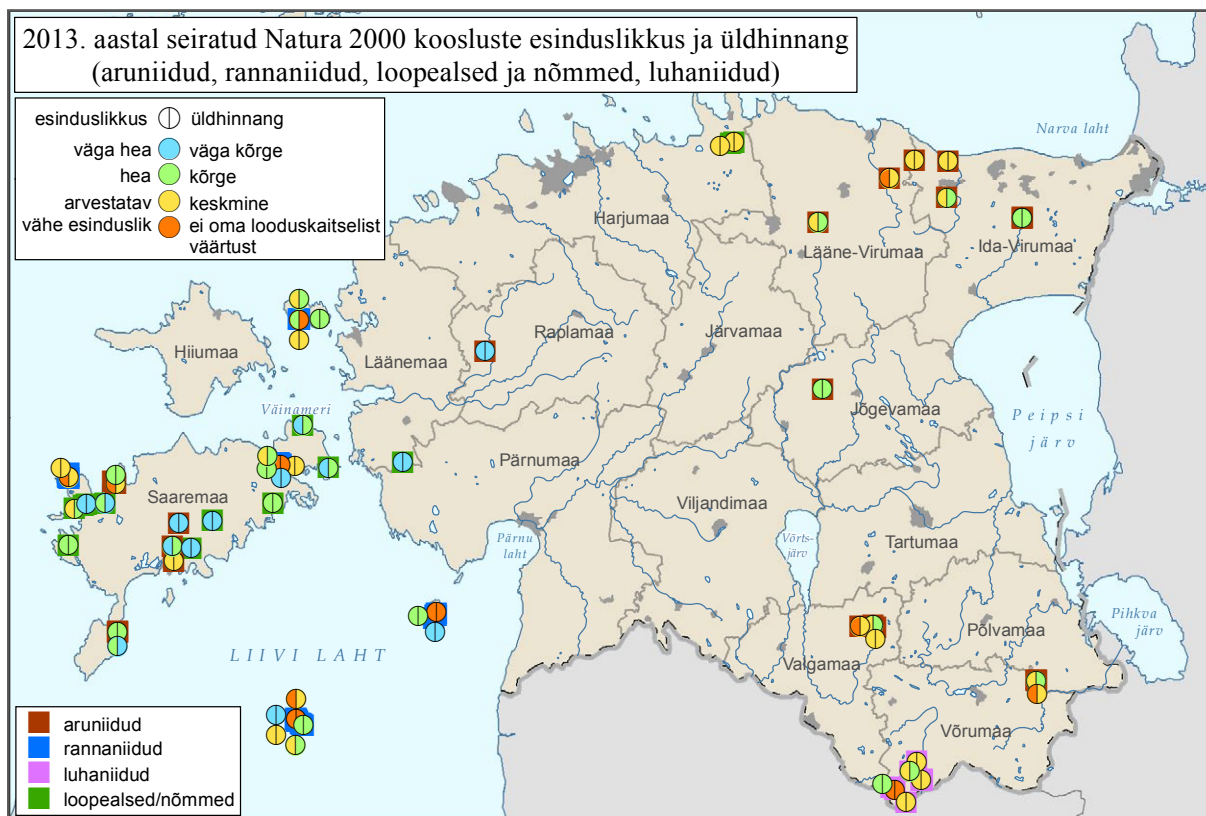 2013. aastal seiratud Natura 2000 koosluste esinduslikkus ja üldhinnang
(aruniidud, rannaniidud, loopealsed ja nõmmed, luhaniidud)
esinduslikkus üldhinnang
väga hea väga kõrge
hea kõrge
arvestatav keskmine
vähe esinduslik ei oma looduskaitselist
väärtust
Narva laht
Harjumaa
Lääne-Virumaa
Ida-Virumaa
Hiiumaa
Läänemaa
Raplamaa
Järvamaa
Väinameri
Jõgevamaa
Peipsi
järv
Saaremaa
Pärnumaa
Viljandimaa
Pärnu
laht
Võrts-
järv
Tartumaa
Pihkva
järv
Põlvamaa
LIIVI LAHT
Valgamaa
Võrumaa
aruniidud
rannaniidud
luhaniidud
loopealsed/nõmmed